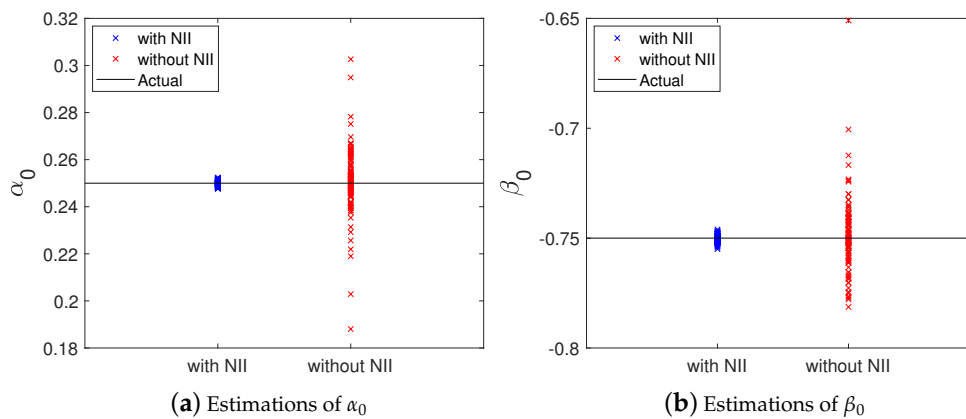 0.32
0.3
0.28
0.26
0.24
0.22
0.2
0.18
α0
with NII
without NII
Actual
with NII without NII
(a) Estimations of α0
-0.65
-0.7
-0.75
-0.8
β0
with NII
without NII
Actual
with NII without NII
(b) Estimations of β0